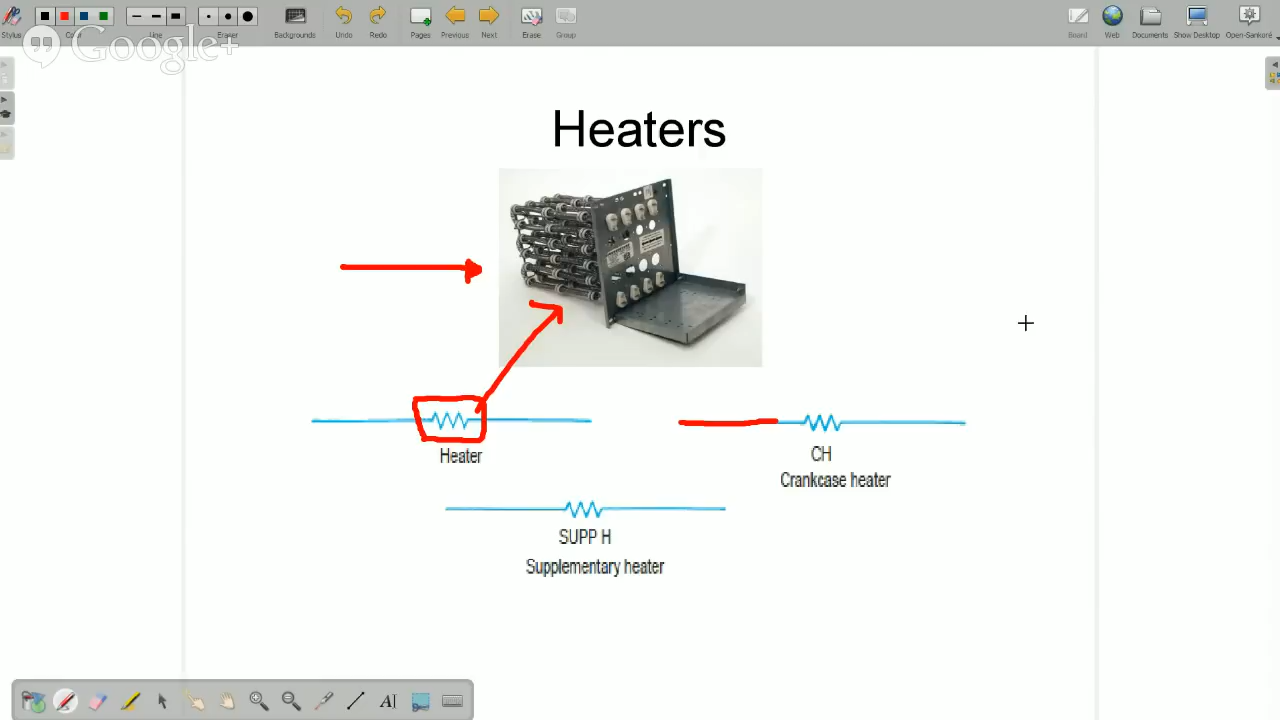 Stylus
Color
Line
Eraser
Backgrounds
Undo
Redo
Pages
Previous
Next
Erase
Group
Board
Web
Documents
Show Desktop
Open-Sankoré
Google+
Heaters
Heater
CH
Crankcase heater
SUPP H
Supplementary heater
AI